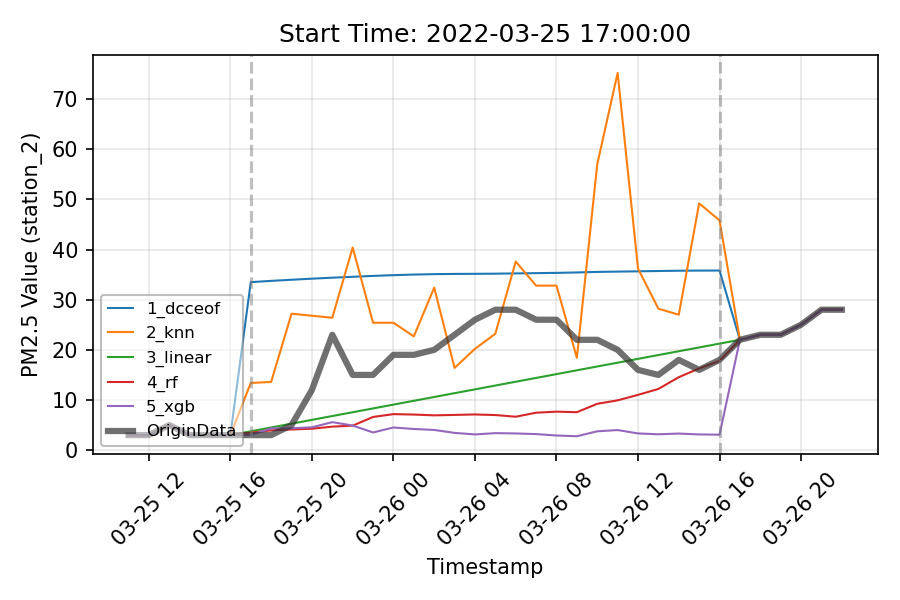 Start Time: 2022-03-25 17:00:00
PM2.5 Value (station_2)
70
60
50
40
30
20
10
0
1_dcceof
2_knn
3_linear
4_rf
5_xgb
OriginData
03-25 12
03-25 16
03-25 20
03-26 00
03-26 04
03-26 08
03-26 12
03-26 16
03-26 20
Timestamp